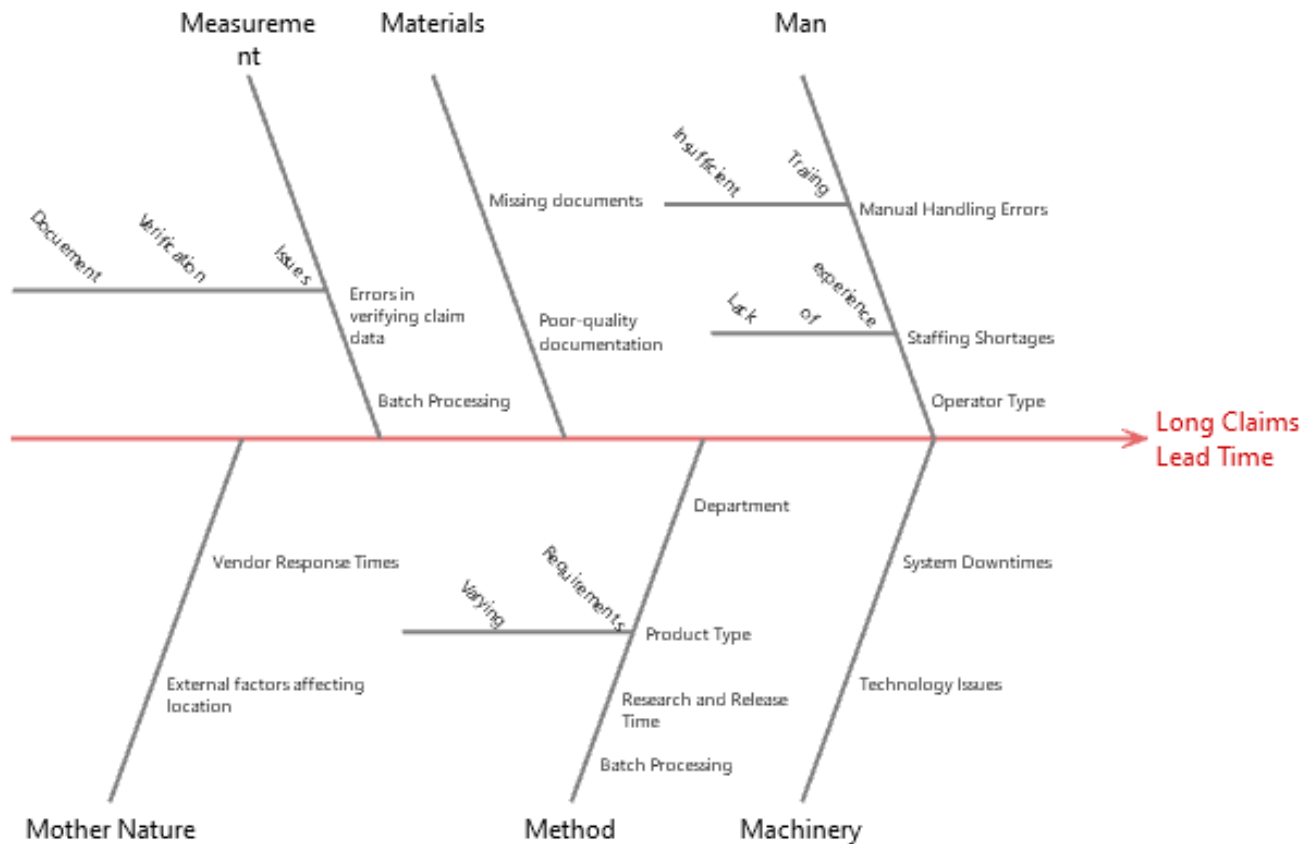 Measureme
nt
Materials
Man
Insufficient Traiing
Missing documents
Manual Handling Errors
Docuement Verification Issues
Errors in
verifying claim
data
Poor-quality
documentation
Lack of experience
Staffing Shortages
Batch Processing
Operator Type
Long Claims
Lead Time
Department
Vendor Response Times
Varying Requirements
System Downtimes
Product Type
External factors affecting
location
Research and Release
Time
Technology Issues
Batch Processing
Mother Nature
Method
Machinery